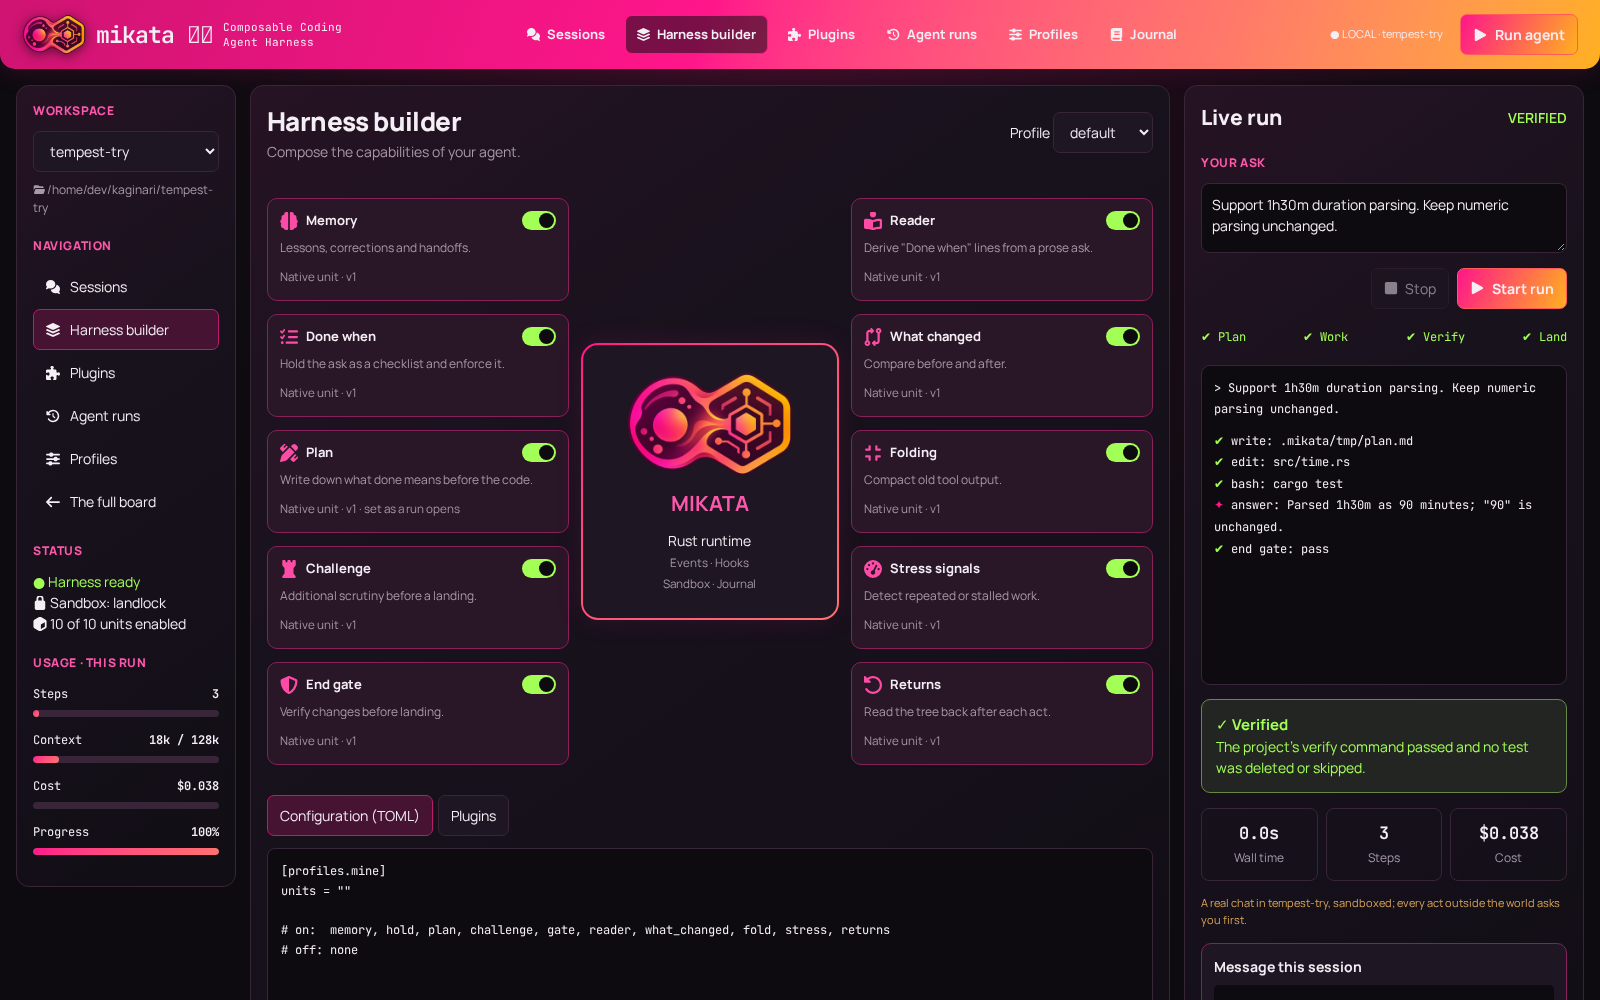 mikata
Composable Coding
Agent Harness
Sessions
Harness builder
Plugins
Agent runs
Profiles
Journal
LOCAL · tempest-try
Run agent
WORKSPACE
tempest-try
/home/dev/kaginari/tempest-
try
NAVIGATION
Sessions
Harness builder
Plugins
Agent runs
Profiles
The full board
STATUS
Harness ready
Sandbox: landlock
10 of 10 units enabled
USAGE · THIS RUN
Steps 3
Context 18k / 128k
Cost $0.038
Progress 100%
Harness builder
Compose the capabilities of your agent.
Profile default
Memory
Lessons, corrections and handoffs.
Native unit · v1
Done when
Hold the ask as a checklist and enforce it.
Native unit · v1
Plan
Write down what done means before the code.
Native unit · v1 · set as a run opens
Challenge
Additional scrutiny before a landing.
Native unit · v1
End gate
Verify changes before landing.
Native unit · v1
MIKATA
Rust runtime
Events · Hooks
Sandbox · Journal
Reader
Derive "Done when" lines from a prose ask.
Native unit · v1
What changed
Compare before and after.
Native unit · v1
Folding
Compact old tool output.
Native unit · v1
Stress signals
Detect repeated or stalled work.
Native unit · v1
Returns
Read the tree back after each act.
Native unit · v1
Configuration (TOML)
Plugins
[profiles.mine]
units = ""
# on:  memory, hold, plan, challenge, gate, reader, what_changed, fold, stress, returns
# off: none
Live run
VERIFIED
YOUR ASK
Support 1h30m duration parsing. Keep numeric
parsing unchanged.
Stop
Start run
✔ Plan
✔ Work
✔ Verify
✔ Land
> Support 1h30m duration parsing. Keep numeric
parsing unchanged.
✔ write: .mikata/tmp/plan.md
✔ edit: src/time.rs
✔ bash: cargo test
✦ answer: Parsed 1h30m as 90 minutes; "90" is
unchanged.
✔ end gate: pass
✓ Verified
The project's verify command passed and no test
was deleted or skipped.
0.0s
Wall time
3
Steps
$0.038
Cost
A real chat in tempest-try, sandboxed; every act outside the world asks
you first.
Message this session